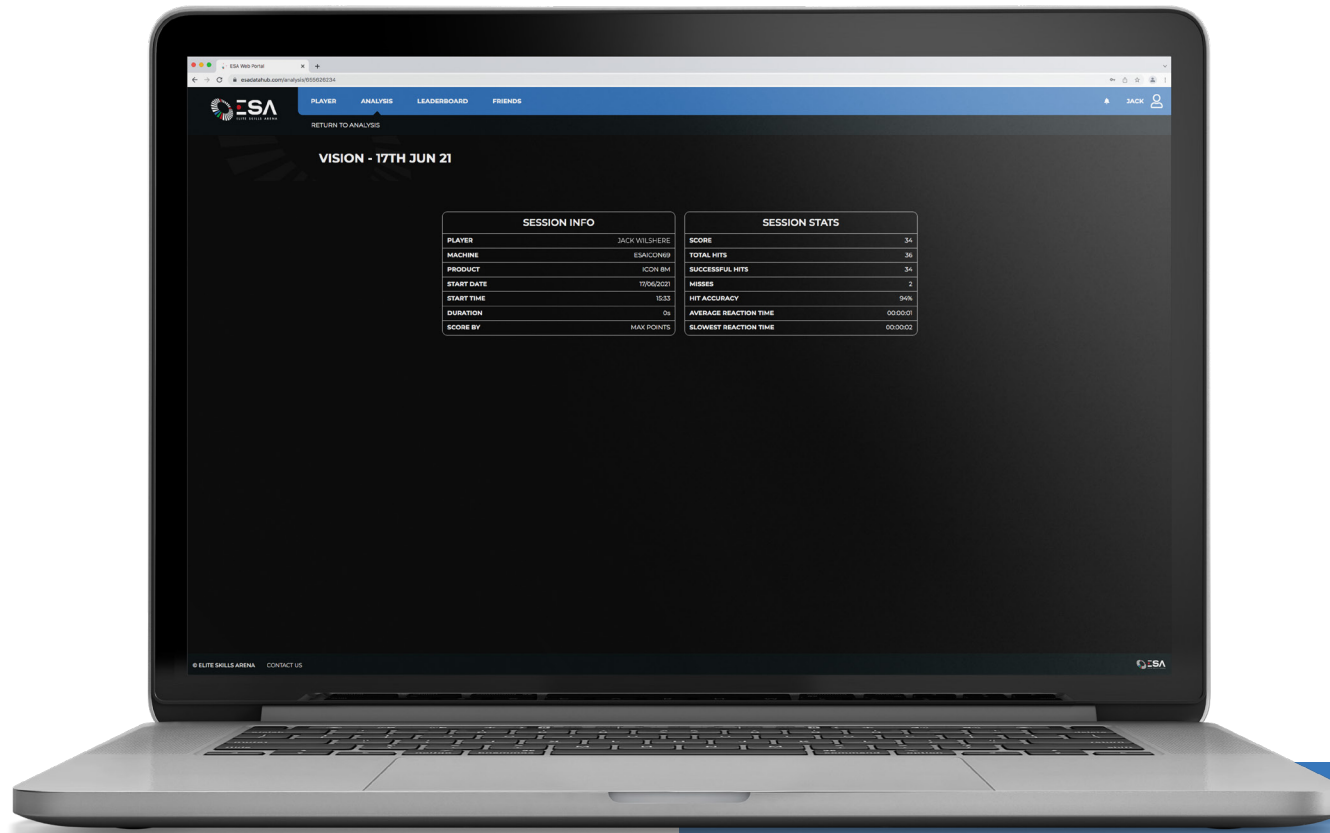 ESA Web Portal
esadatahub.com/analysis/655626234
ESA
ELITE SKILLS ARENA
PLAYER ANALYSIS LEADERBOARD FRIENDS JACK
RETURN TO ANALYSIS
VISION - 17TH JUN 21
SESSION INFO
PLAYER JACK WILSHERE
MACHINE ESAICON69
PRODUCT ICON 8M
START DATE 17/06/2021
START TIME 15:33
DURATION 0s
SCORE BY MAX POINTS
SESSION STATS
SCORE 34
TOTAL HITS 36
SUCCESSFUL HITS 34
MISSES 2
HIT ACCURACY 94%
AVERAGE REACTION TIME 00:00:01
SLOWEST REACTION TIME 00:00:02
© ELITE SKILLS ARENA CONTACT US ESA